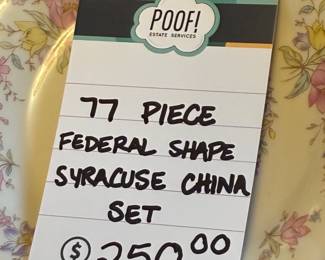 POOF!
ESTATE SERVICES
77 PIECE
FEDERAL SHAPE
SYRACUSE CHINA
SET
$ 250.00